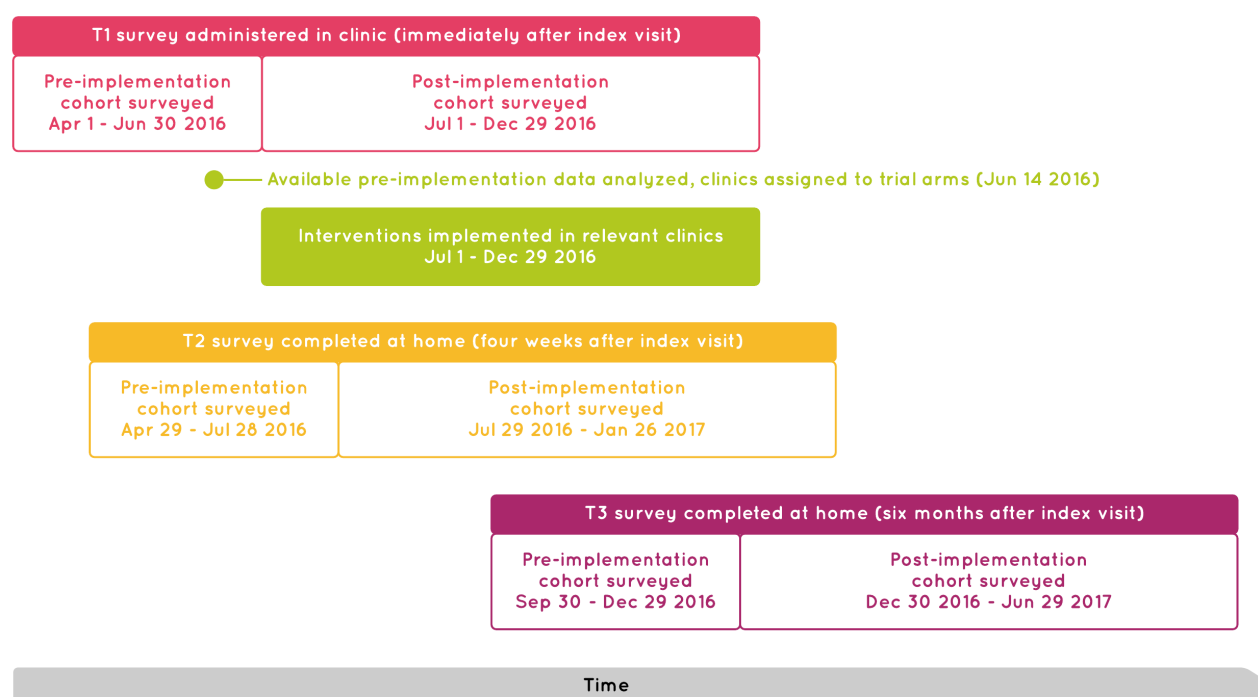 T1 survey administered in clinic (immediately after index visit)
Pre-implementation
cohort surveyed
Apr 1 - Jun 30 2016
Post-implementation
cohort surveyed
Jul 1 - Dec 29 2016
Available pre-implementation data analyzed, clinics assigned to trial arms (Jun 14 2016)
Interventions implemented in relevant clinics
Jul 1 - Dec 29 2016
T2 survey completed at home (four weeks after index visit)
Pre-implementation
cohort surveyed
Apr 29 - Jul 28 2016
Post-implementation
cohort surveyed
Jul 29 2016 - Jan 26 2017
T3 survey completed at home (six months after index visit)
Pre-implementation
cohort surveyed
Sep 30 - Dec 29 2016
Post-implementation
cohort surveyed
Dec 30 2016 - Jun 29 2017
Time